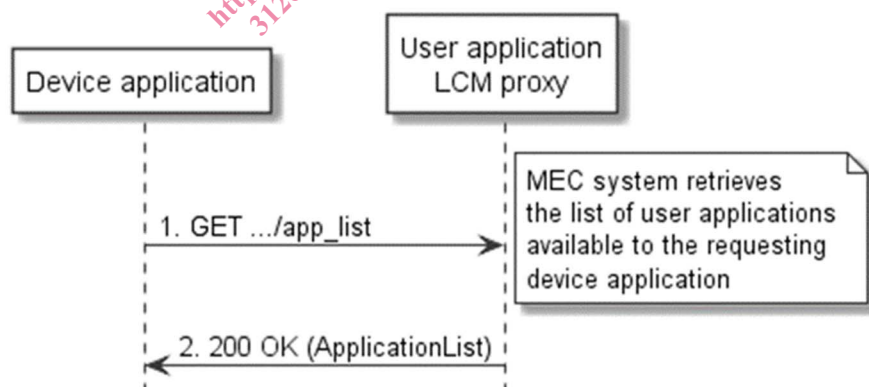 Device application
User application
LCM proxy
MEC system retrieves
the list of user applications
available to the requesting
device application
1. GET .../app_list
2. 200 OK (ApplicationList)